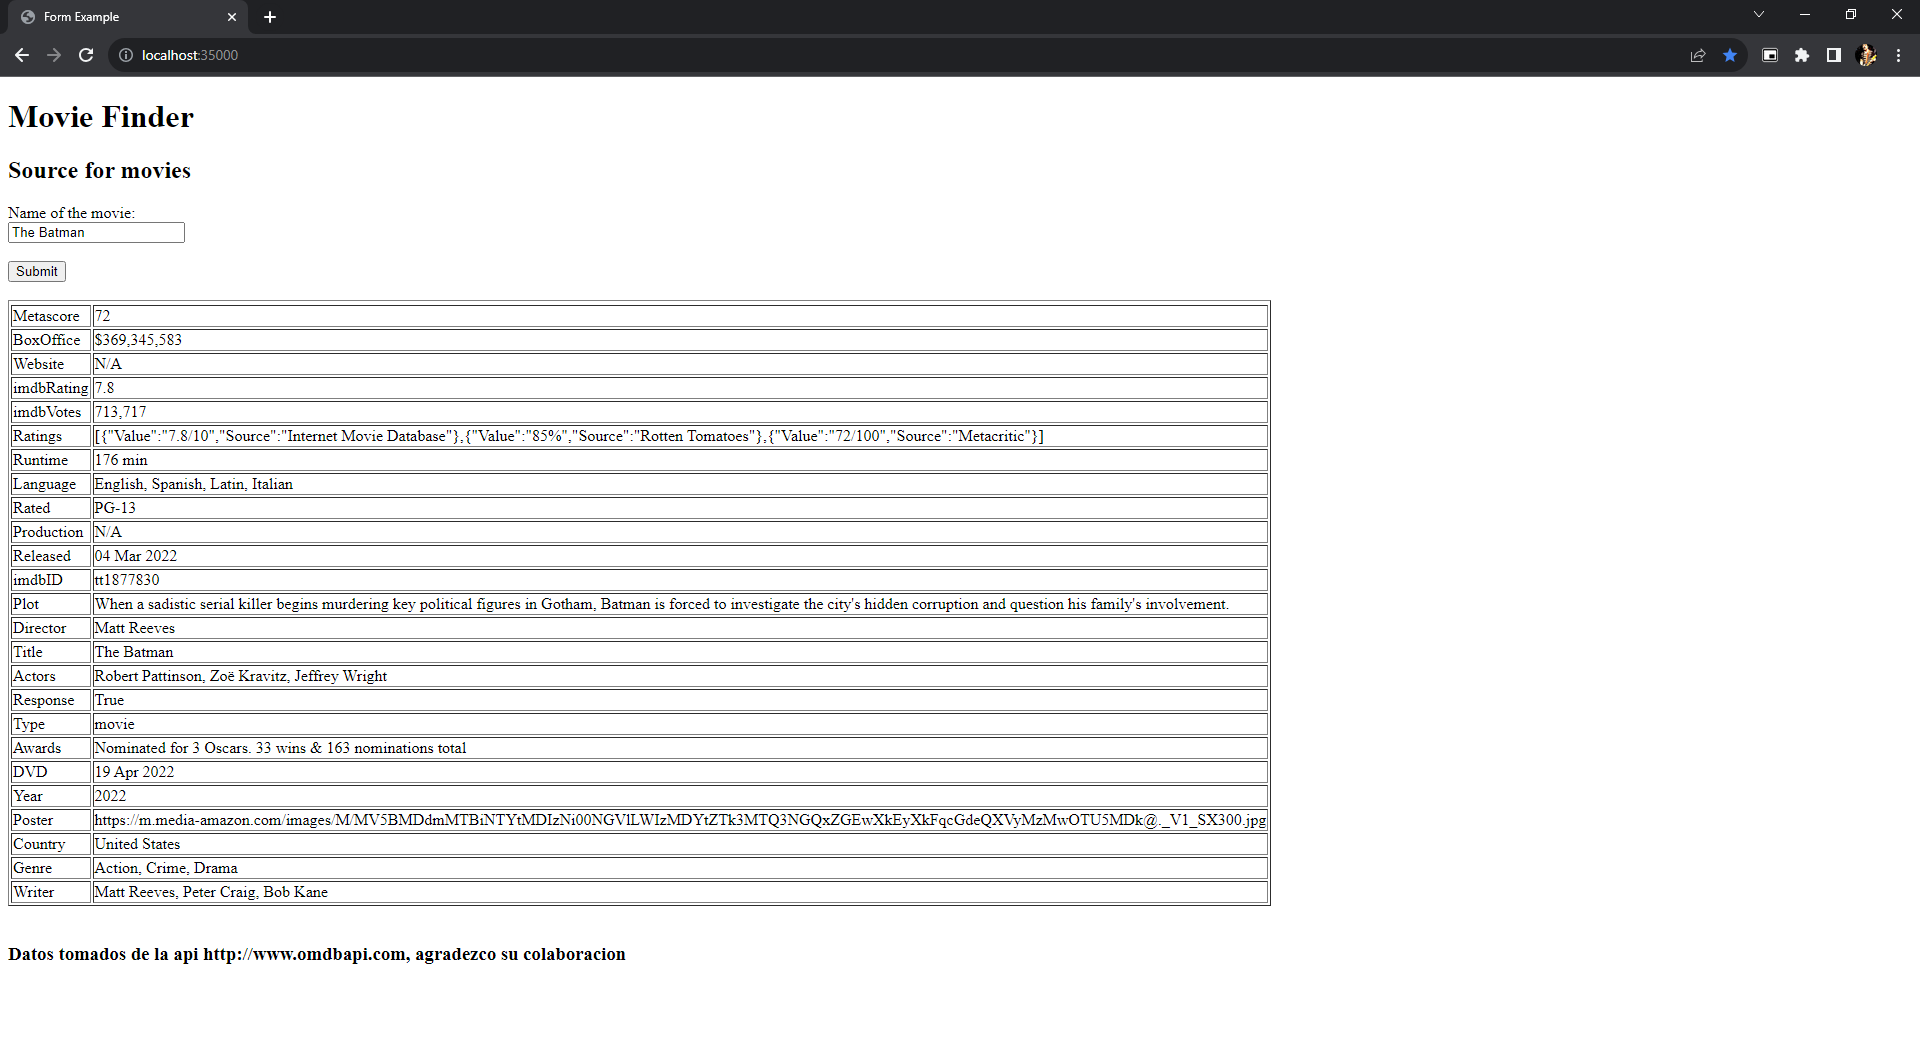 Form Example
localhost:35000
Movie Finder
Source for movies
Name of the movie:
The Batman
Submit
Metascore 72
BoxOffice $369,345,583
Website N/A
imdbRating 7.8
imdbVotes 713,717
Ratings [{"Value":"7.8/10","Source":"Internet Movie Database"},{"Value":"85%","Source":"Rotten Tomatoes"},{"Value":"72/100","Source":"Metacritic"}]
Runtime 176 min
Language English, Spanish, Latin, Italian
Rated PG-13
Production N/A
Released 04 Mar 2022
imdbID tt1877830
Plot When a sadistic serial killer begins murdering key political figures in Gotham, Batman is forced to investigate the city's hidden corruption and question his family's involvement.
Director Matt Reeves
Title The Batman
Actors Robert Pattinson, Zoë Kravitz, Jeffrey Wright
Response True
Type movie
Awards Nominated for 3 Oscars. 33 wins & 163 nominations total
DVD 19 Apr 2022
Year 2022
Poster https://m.media-amazon.com/images/M/MV5BMDdmMTBiNTYtMDIzNi00NGVlLWIzMDYtZTk3MTQ3NGQxZGEwXkEyXkFqcGdeQXVyMzMwOTU5MDk@._V1_SX300.jpg
Country United States
Genre Action, Crime, Drama
Writer Matt Reeves, Peter Craig, Bob Kane
Datos tomados de la api http://www.omdbapi.com, agradezco su colaboracion